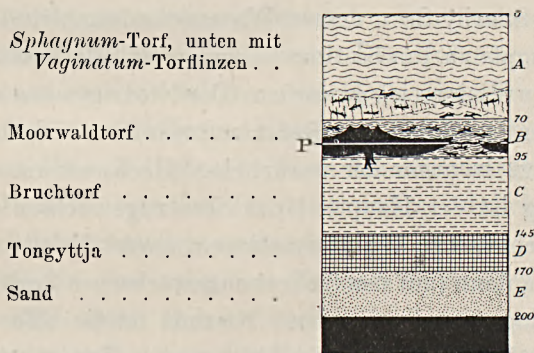 0
Sphagnum-Torf, unten mit
Vaginatum-Torflinzen . .
A
70
Moorwaldtorf . . . . . . .
B
P
95
Bruchtorf . . . . . . . .
C
145
Tongyttja . . . . . . . .
D
170
Sand . . . . . . . . . .
E
200